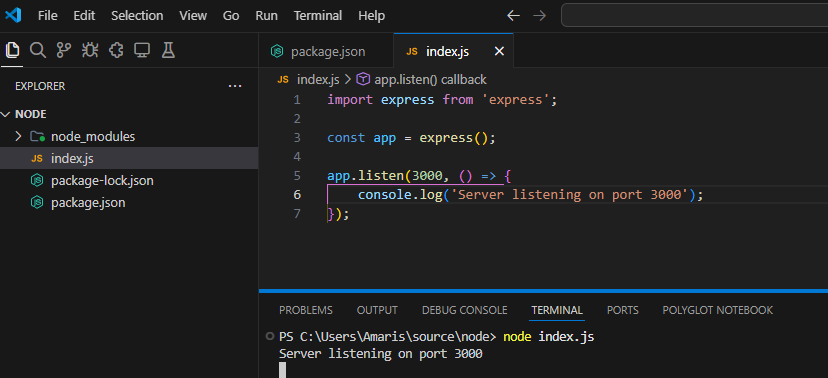 File Edit Selection View Go Run Terminal Help
EXPLORER ...
NODE
node_modules
JS index.js
package-lock.json
package.json
package.json JS index.js
JS index.js > app.listen() callback
1 import express from 'express';
2
3 const app = express();
4
5 app.listen(3000, () => {
6 console.log('Server listening on port 3000');
7 });
PROBLEMS OUTPUT DEBUG CONSOLE TERMINAL PORTS POLYGLOT NOTEBOOK
PS C:\Users\Amaris\source\node> node index.js
Server listening on port 3000